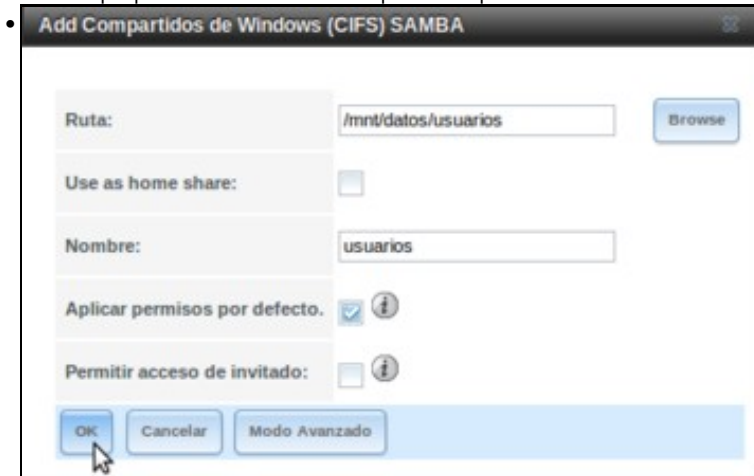 Add Compartidos de Windows (CIFS) SAMBA
Ruta: /mnt/datos/usuarios Browse
Use as home share:
Nombre: usuarios
Aplicar permisos por defecto.
Permitir acceso de invitado:
OK Cancelar Modo Avanzado